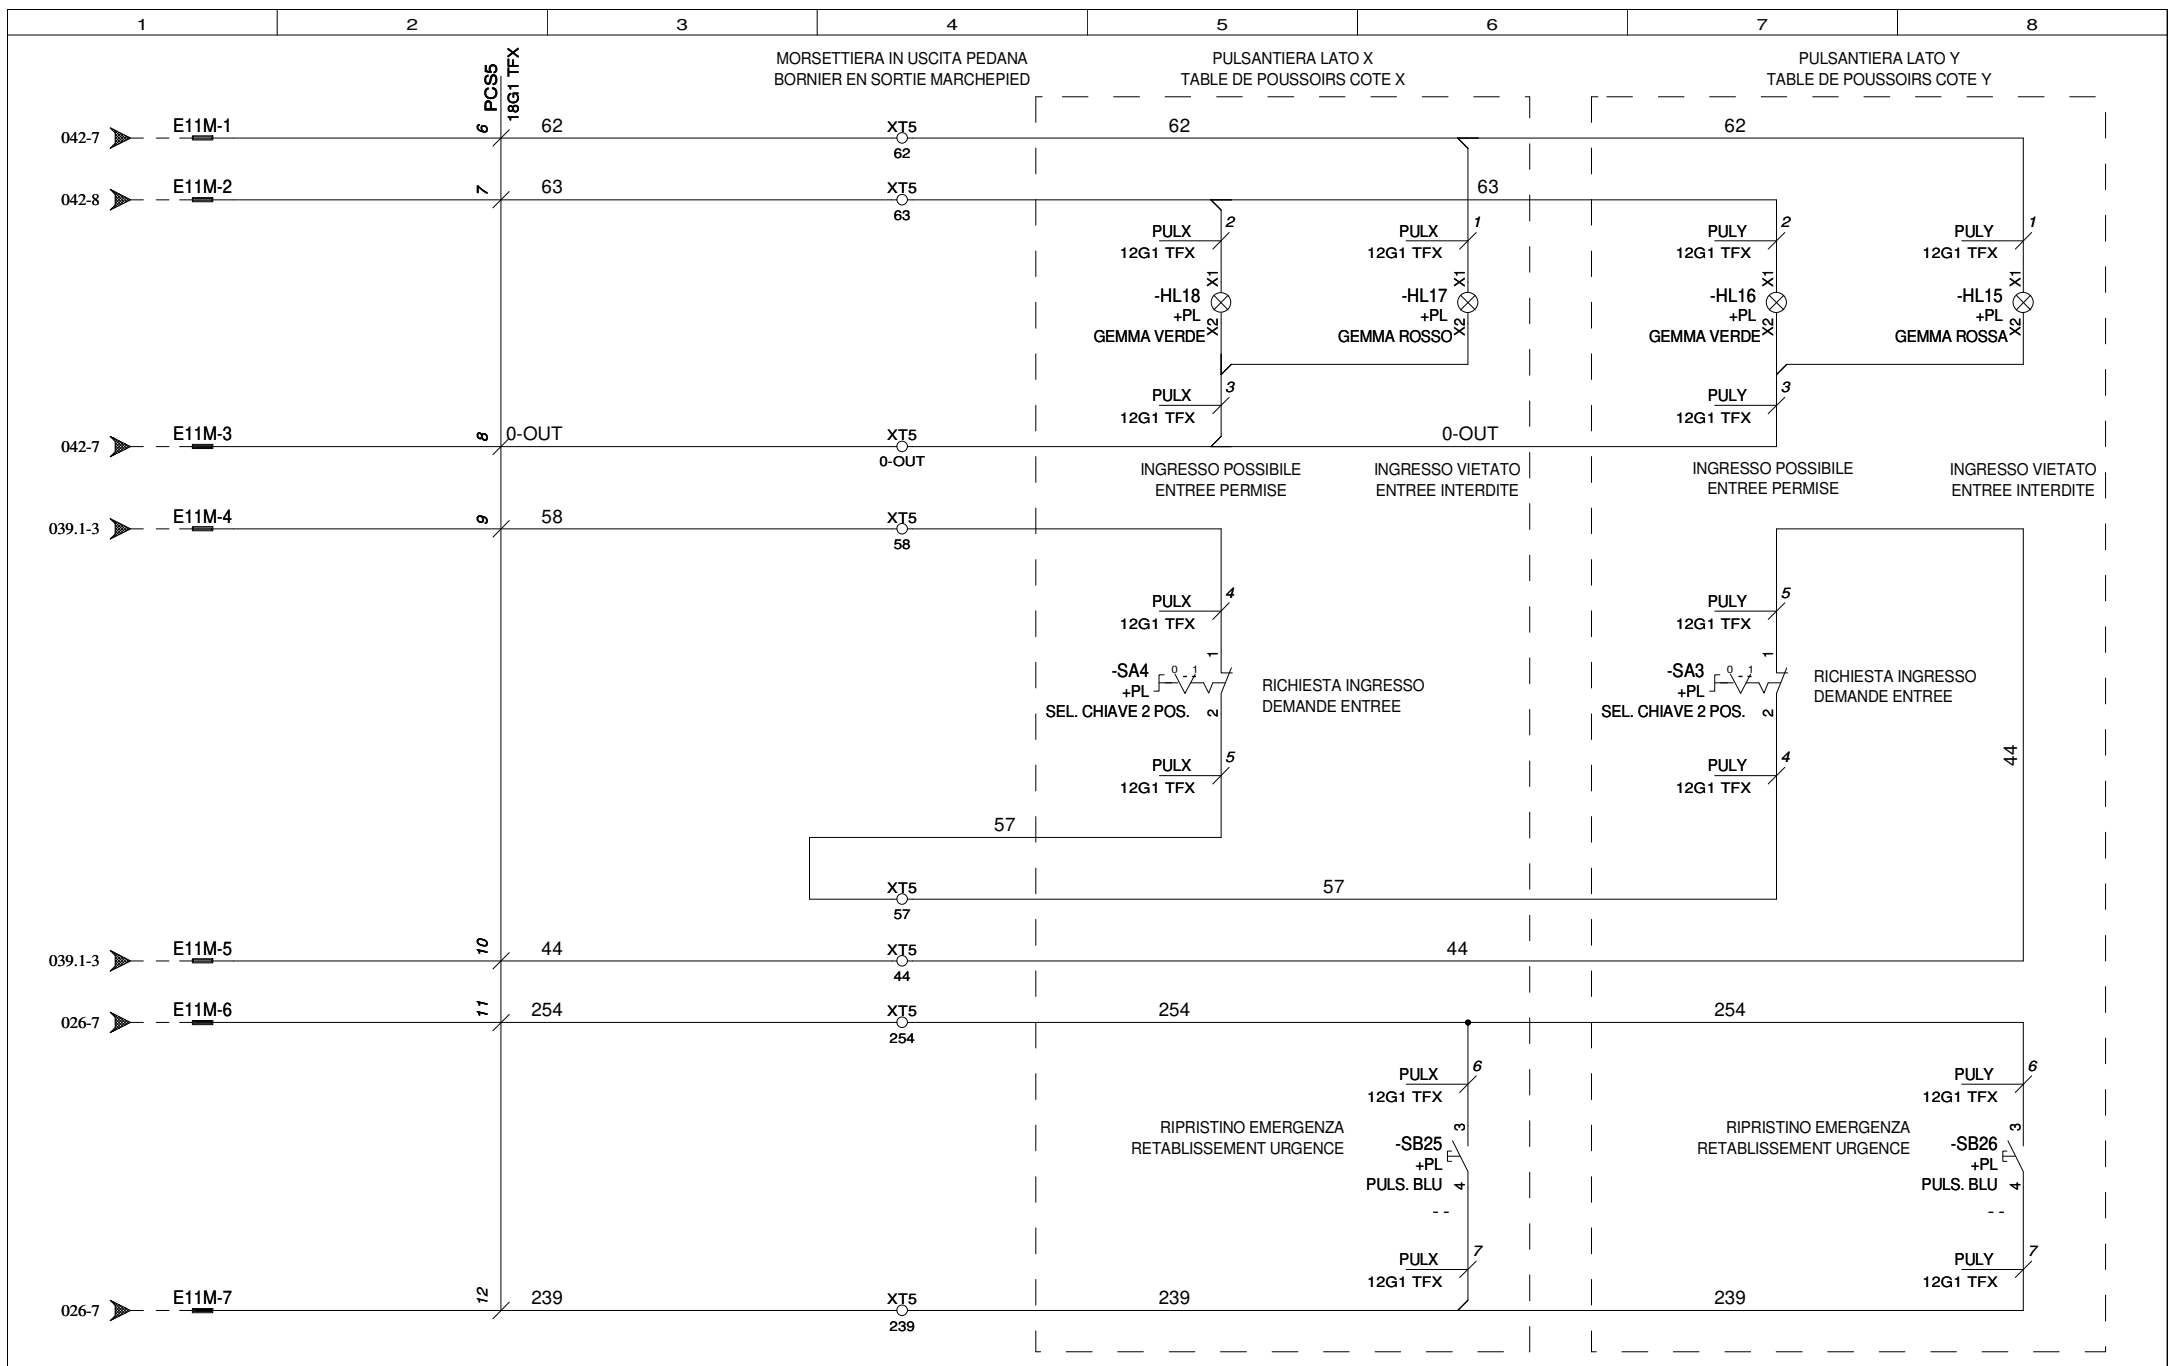 1 2 3 4 5 6 7 8
PCS5
18G1 TFX
MORSETTIERA IN USCITA PEDANA
BORNIER EN SORTIE MARCHEPIED
PULSANTIERA LATO X
TABLE DE POUSSOIRS COTE X
PULSANTIERA LATO Y
TABLE DE POUSSOIRS COTE Y
042-7 E11M-1 6 62 XT5 62 62 62
042-8 E11M-2 7 63 XT5 63 63
PULX 2
12G1 TFX
X1
-HL18
+PL
GEMMA VERDE
X2
PULX 3
12G1 TFX
PULX 1
12G1 TFX
X1
-HL17
+PL
GEMMA ROSSO
X2
PULY 2
12G1 TFX
X1
-HL16
+PL
GEMMA VERDE
X2
PULY 3
12G1 TFX
PULY 1
12G1 TFX
X1
-HL15
+PL
GEMMA ROSSA
X2
042-7 E11M-3 8 0-OUT XT5 0-OUT 0-OUT
INGRESSO POSSIBILE
ENTREE PERMISE
INGRESSO VIETATO
ENTREE INTERDITE
INGRESSO POSSIBILE
ENTREE PERMISE
INGRESSO VIETATO
ENTREE INTERDITE
039.1-3 E11M-4 9 58 XT5 58
PULX 4
12G1 TFX
1
-SA4 0 1
+PL
SEL. CHIAVE 2 POS. 2
RICHIESTA INGRESSO
DEMANDE ENTREE
PULX 5
12G1 TFX
PULY 5
12G1 TFX
1
-SA3 0 1
+PL
SEL. CHIAVE 2 POS. 2
RICHIESTA INGRESSO
DEMANDE ENTREE
PULY 4
12G1 TFX
44
57
XT5 57 57
039.1-3 E11M-5 10 44 XT5 44 44
026-7 E11M-6 11 254 XT5 254 254 254
PULX 6
12G1 TFX
RIPRISTINO EMERGENZA
RETABLISSEMENT URGENCE
3
-SB25
+PL
PULS. BLU 4
- -
PULX 7
12G1 TFX
PULY 6
12G1 TFX
RIPRISTINO EMERGENZA
RETABLISSEMENT URGENCE
3
-SB26
+PL
PULS. BLU 4
- -
PULY 7
12G1 TFX
026-7 E11M-7 12 239 XT5 239 239 239